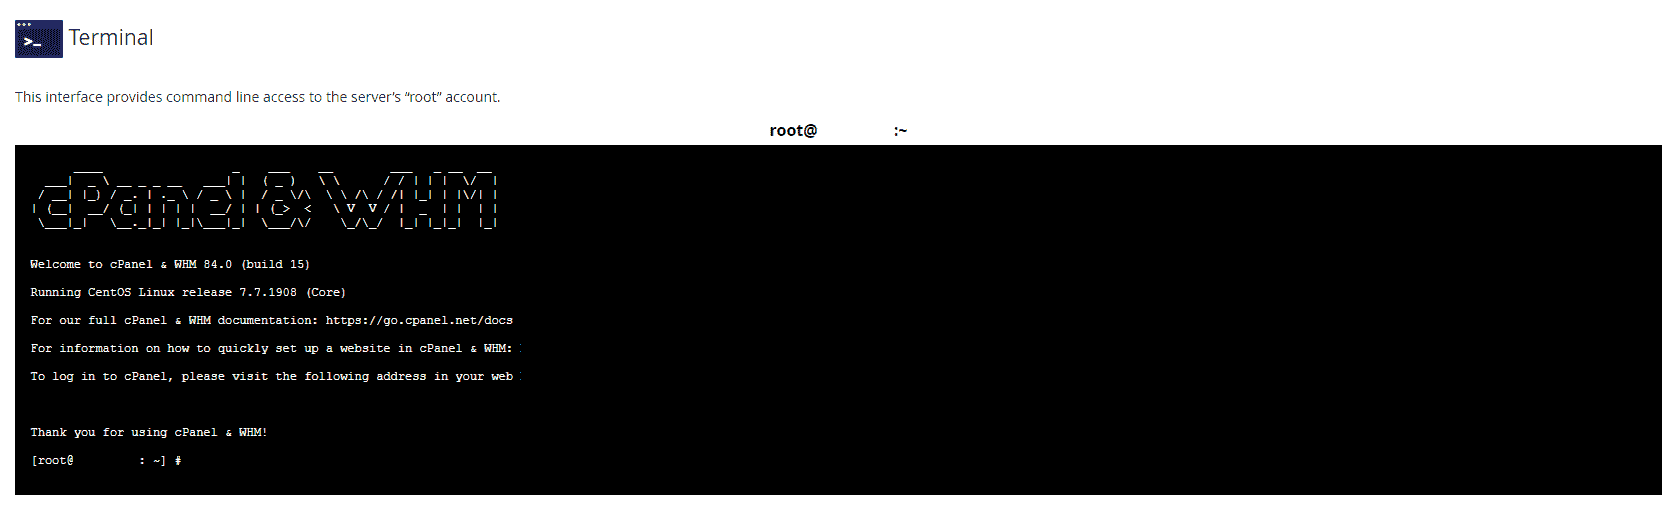 >_ Terminal
This interface provides command line access to the server's “root” account.
root@ :~
cPanel & WHM
Welcome to cPanel & WHM 84.0 (build 15)
Running CentOS Linux release 7.7.1908 (Core)
For our full cPanel & WHM documentation: https://go.cpanel.net/docs
For information on how to quickly set up a website in cPanel & WHM:
To log in to cPanel, please visit the following address in your web
Thank you for using cPanel & WHM!
[root@ : ~] #